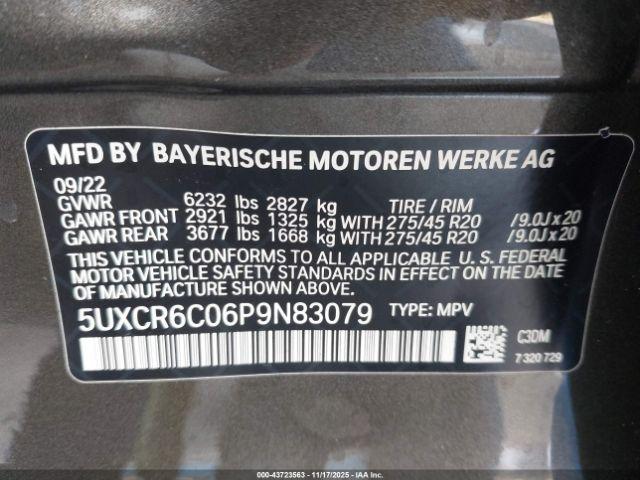 MFD BY BAYERISCHE MOTOREN WERKE AG
09/22
GVWR 6232 lbs 2827 kg TIRE / RIM
GAWR FRONT 2921 lbs 1325 kg WITH 275/45 R20 /9.0J x 20
GAWR REAR 3677 lbs 1668 kg WITH 275/45 R20 /9.0J x 20
THIS VEHICLE CONFORMS TO ALL APPLICABLE U. S. FEDERAL
MOTOR VEHICLE SAFETY STANDARDS IN EFFECT ON THE DATE
OF MANUFACTURE SHOWN ABOVE.
5UXCR6C06P9N83079 TYPE: MPV
C3DM
7 320 729
000-43723563 - 11/17/2025 - IAAI, Inc.